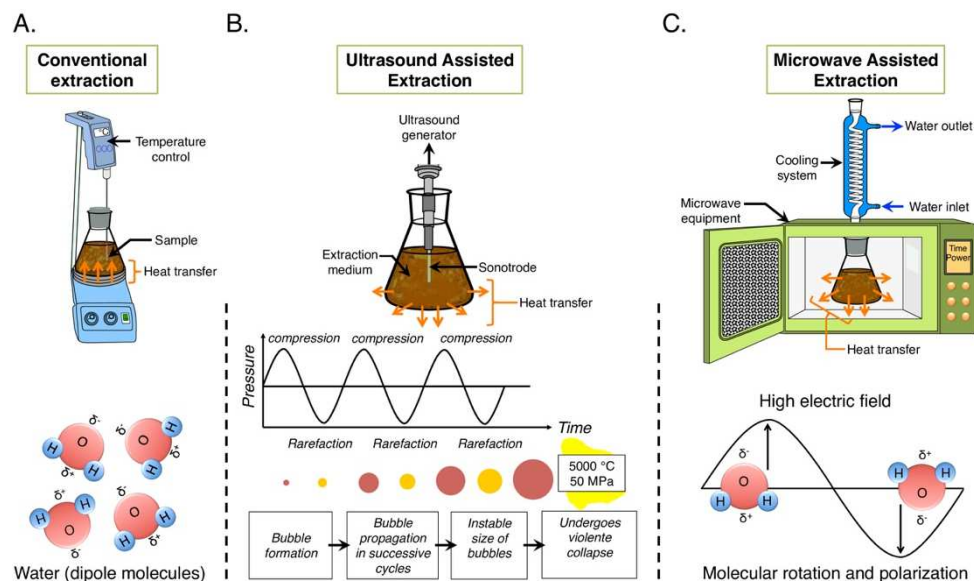 A.
Conventional
extraction
Temperature
control
Sample
Heat transfer
δ-
O
H
H
δ+
δ-
H
O
δ+
H
δ+
H
H
O
δ-
δ-
O
H
H
δ+
Water (dipole molecules)
B.
Ultrasound Assisted
Extraction
Ultrasound
generator
Extraction
medium
Sonotrode
Heat transfer
compression
compression
compression
Pressure
Time
Rarefaction
Rarefaction
Rarefaction
5000 °C
50 MPa
Bubble
formation
Bubble
propagation
in successive
cycles
Instable
size of
bubbles
Undergoes
violente
collapse
C.
Microwave Assisted
Extraction
Water outlet
Cooling
system
Water inlet
Microwave
equipment
Time
Power
Heat transfer
High electric field
δ-
O
H
H
δ+
δ+
H
H
O
δ-
Molecular rotation and polarization